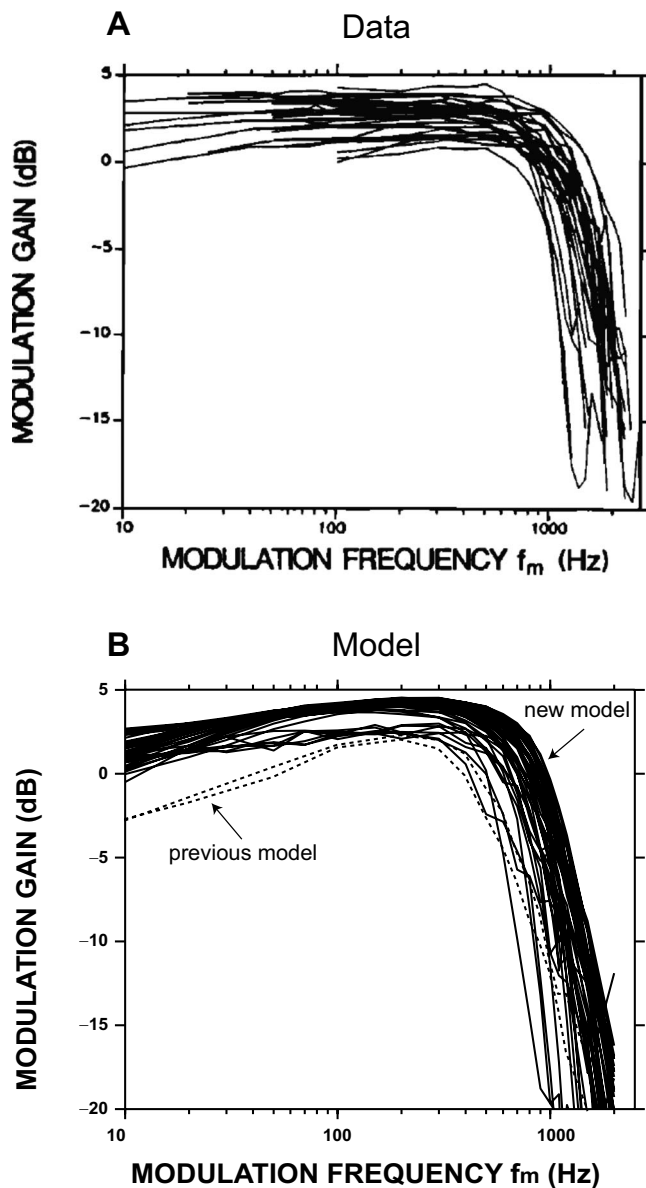 A Data
5
0
−5
−10
−15
−20
MODULATION GAIN (dB)
10 100 1000
MODULATION FREQUENCY fm (Hz)
B Model
5
0
−5
−10
−15
−20
MODULATION GAIN (dB)
new model
previous model
10 100 1000
MODULATION FREQUENCY fm (Hz)